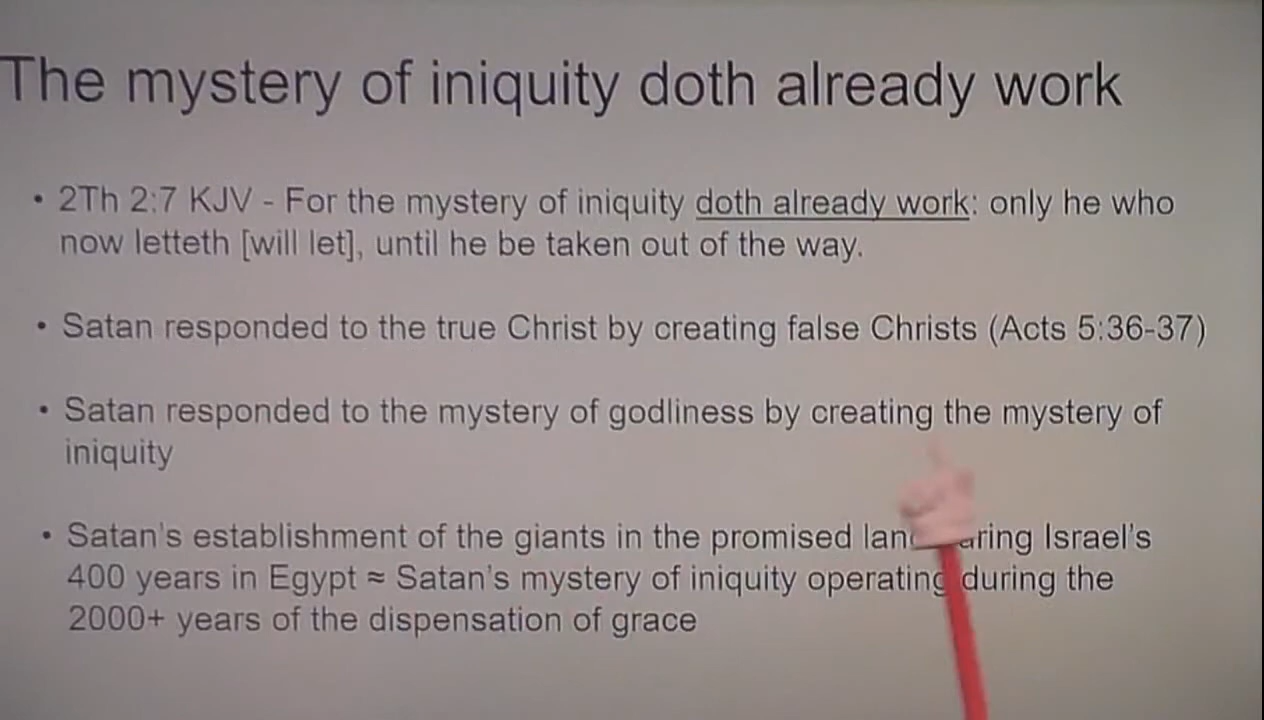 The mystery of iniquity doth already work
• 2Th 2:7 KJV - For the mystery of iniquity doth already work: only he who
now letteth [will let], until he be taken out of the way.
• Satan responded to the true Christ by creating false Christs (Acts 5:36-37)
• Satan responded to the mystery of godliness by creating the mystery of
iniquity
• Satan's establishment of the giants in the promised Israel's
400 years in Egypt ≈ Satan's mystery of iniquity operating during the
2000+ years of the dispensation of grace